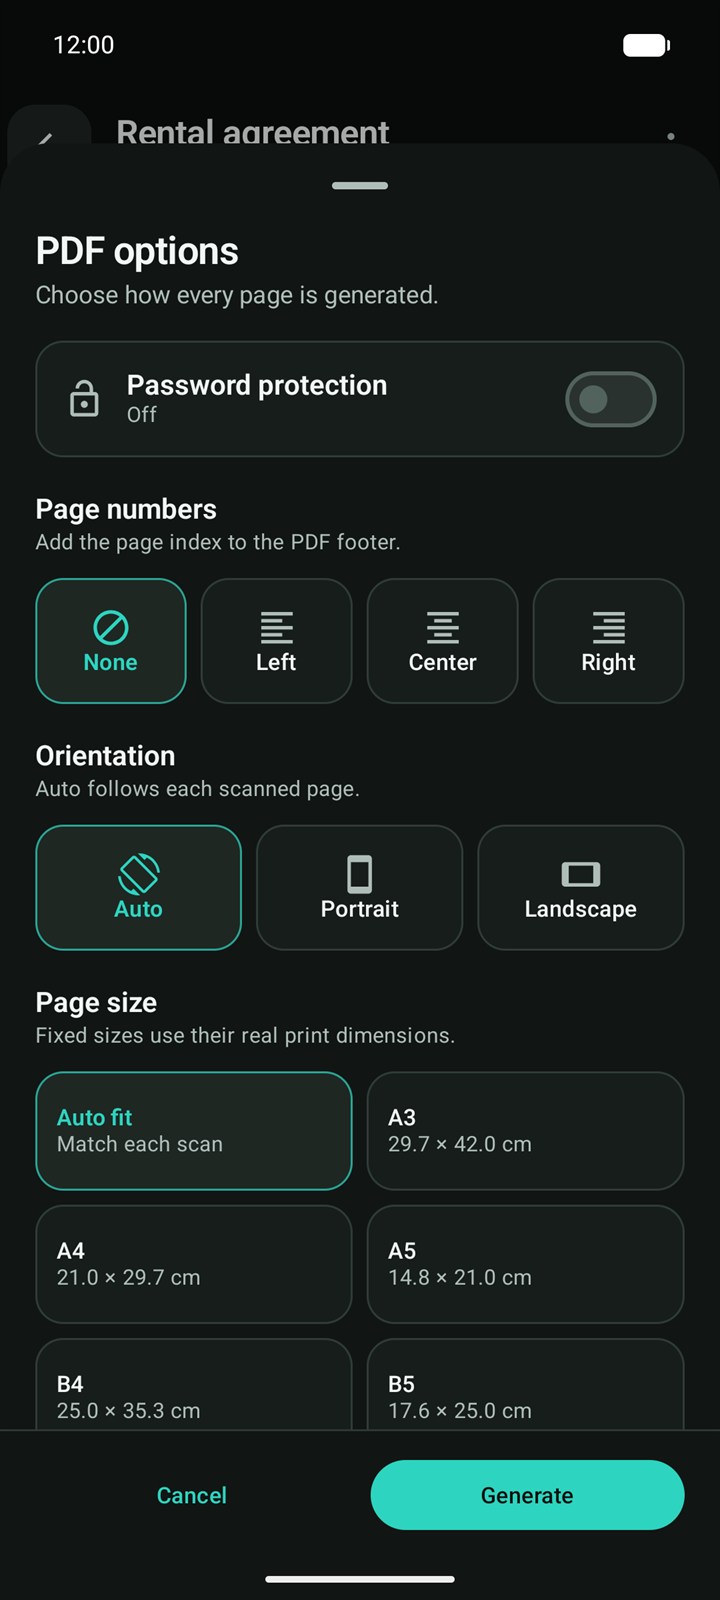 12:00
Rental agreement
PDF options
Choose how every page is generated.
Password protection
Off
Page numbers
Add the page index to the PDF footer.
None
Left
Center
Right
Orientation
Auto follows each scanned page.
Auto
Portrait
Landscape
Page size
Fixed sizes use their real print dimensions.
Auto fit
Match each scan
A3
29.7 × 42.0 cm
A4
21.0 × 29.7 cm
A5
14.8 × 21.0 cm
B4
25.0 × 35.3 cm
B5
17.6 × 25.0 cm
Cancel
Generate